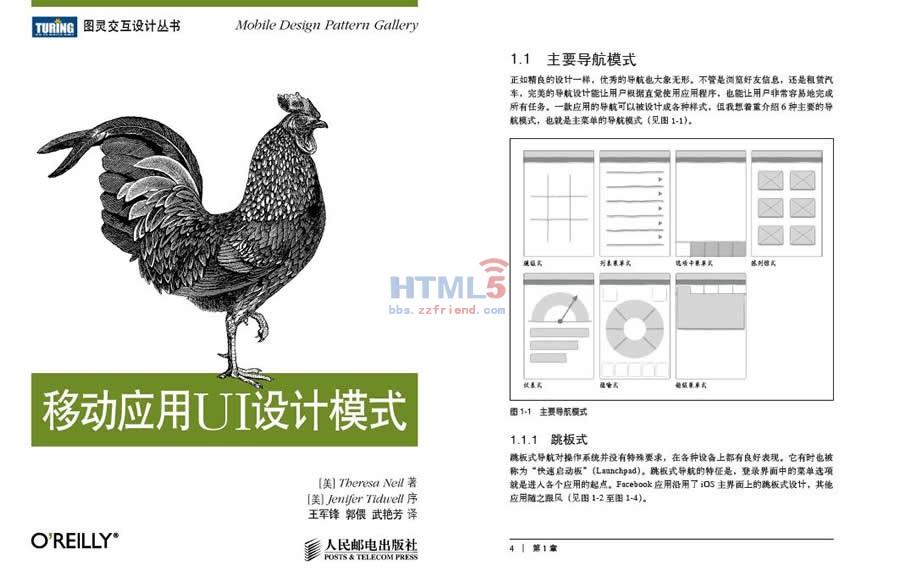 TURING 图灵交互设计丛书
Mobile Design Pattern Gallery
移动应用UI设计模式
[美] Theresa Neil 著
[美] Jenifer Tidwell 序
王军锋 郭偎 武艳芳 译
O'REILLY®
人民邮电出版社
POSTS & TELECOM PRESS
HTML5
bbs.zzfriend.com
1.1 主要导航模式
正如精良的设计一样，优秀的导航也大象无形。不管是浏览好友信息，还是租赁汽
车，完美的导航设计能让用户根据直觉使用应用程序，也能让用户非常容易地完成
所有任务。一款应用的导航可以被设计成各种样式，但我想着重介绍 6 种主要的导
航模式，也就是主菜单的导航模式（见图 1-1）。
跳板式
列表菜单式
选项卡菜单式
陈列馆式
仪表式
隐喻式
超级菜单式
图 1-1 主要导航模式
1.1.1 跳板式
跳板式导航对操作系统并没有特殊要求，在各种设备上都有良好表现。它有时也被
称为“快速启动板”（Launchpad）。跳板式导航的特征是，登录界面中的菜单选项
就是进入各个应用的起点。Facebook 应用沿用了 iOS 主界面上的跳板式设计，其他
应用随之跟风（见图 1-2 至图 1-4）。
4 | 第 1 章